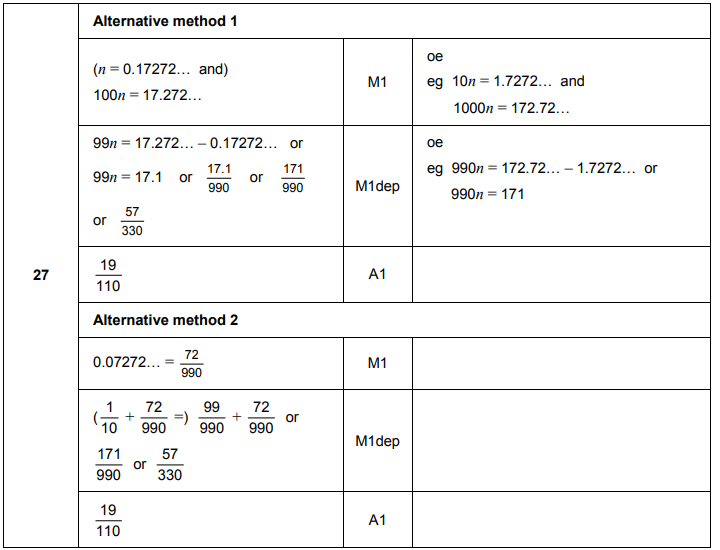 Alternative method 1
(n = 0.17272… and)
100n = 17.272…
M1
oe
eg 10n = 1.7272… and
1000n = 172.72…
99n = 17.272… – 0.17272… or
99n = 17.1 or 17.1/990 or 171/990
or 57/330
M1dep
oe
eg 990n = 172.72… – 1.7272… or
990n = 171
27
19/110
A1
Alternative method 2
0.07272… = 72/990
M1
(1/10 + 72/990 =) 99/990 + 72/990 or
171/990 or 57/330
M1dep
19/110
A1